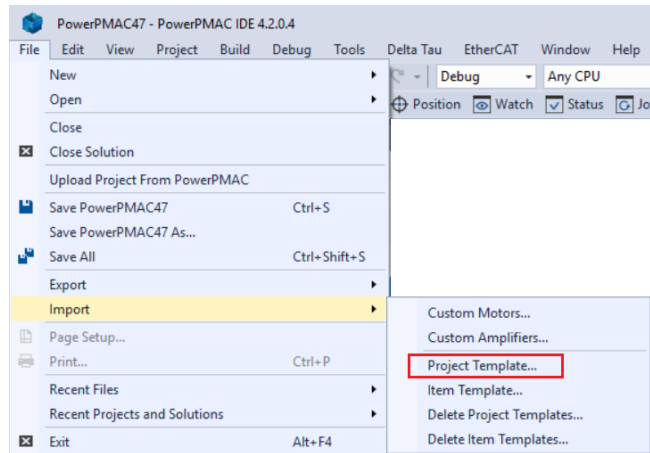 PowerPMAC47 - PowerPMAC IDE 4.2.0.4
File Edit View Project Build Debug Tools Delta Tau EtherCAT Window Help
New
Debug Any CPU
Open
Position Watch Status Jo
Close
Close Solution
Upload Project From PowerPMAC
Save PowerPMAC47 Ctrl+S
Save PowerPMAC47 As...
Save All Ctrl+Shift+S
Export
Import
Custom Motors...
Page Setup...
Custom Amplifiers...
Print... Ctrl+P
Project Template...
Recent Files
Item Template...
Recent Projects and Solutions
Delete Project Templates...
Exit Alt+F4
Delete Item Templates...